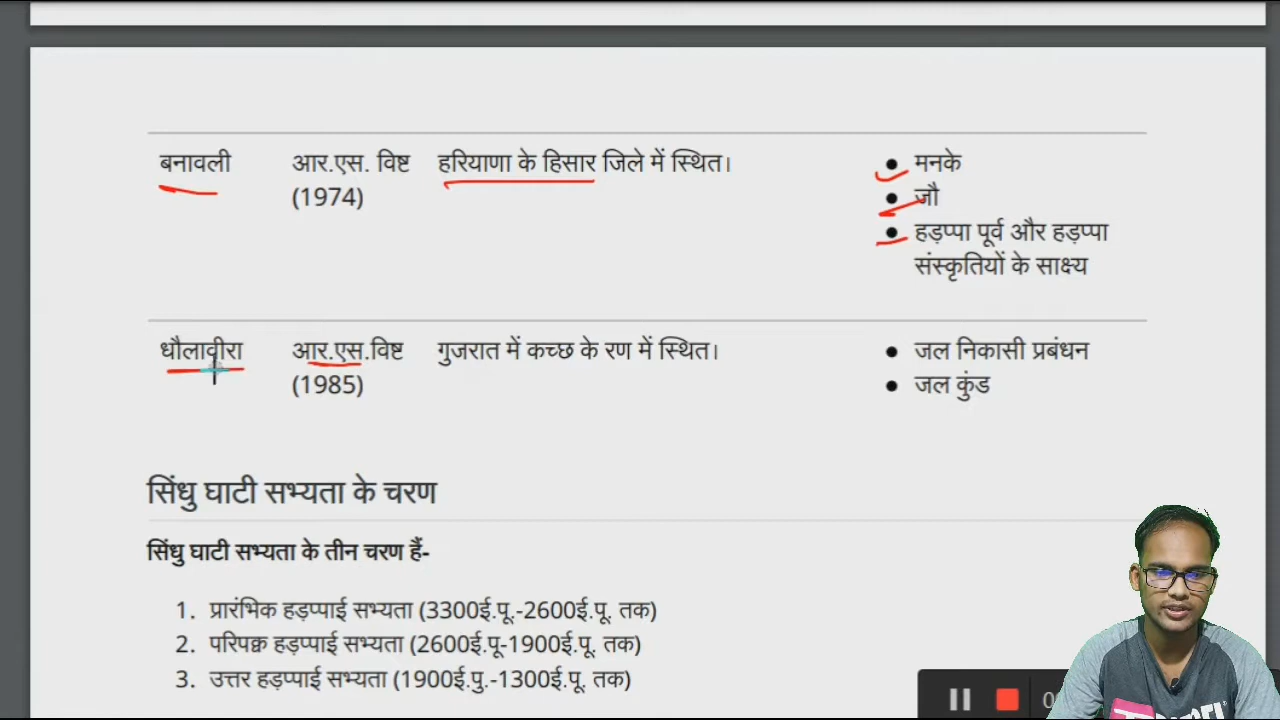 बनावली आर.एस. विष्ट हरियाणा के हिसार जिले में स्थित। ● मनके
(1974) ● जौ
● हड़प्पा पूर्व और हड़प्पा
संस्कृतियों के साक्ष्य
धौलावीरा आर.एस.विष्ट गुजरात में कच्छ के रण में स्थित। ● जल निकासी प्रबंधन
(1985) ● जल कुंड
सिंधु घाटी सभ्यता के चरण
सिंधु घाटी सभ्यता के तीन चरण हैं-
1. प्रारंभिक हड़प्पाई सभ्यता (3300ई.पू.-2600ई.पू. तक)
2. परिपक्व हड़प्पाई सभ्यता (2600ई.पू-1900ई.पू. तक)
3. उत्तर हड़प्पाई सभ्यता (1900ई.पु.-1300ई.पू. तक)